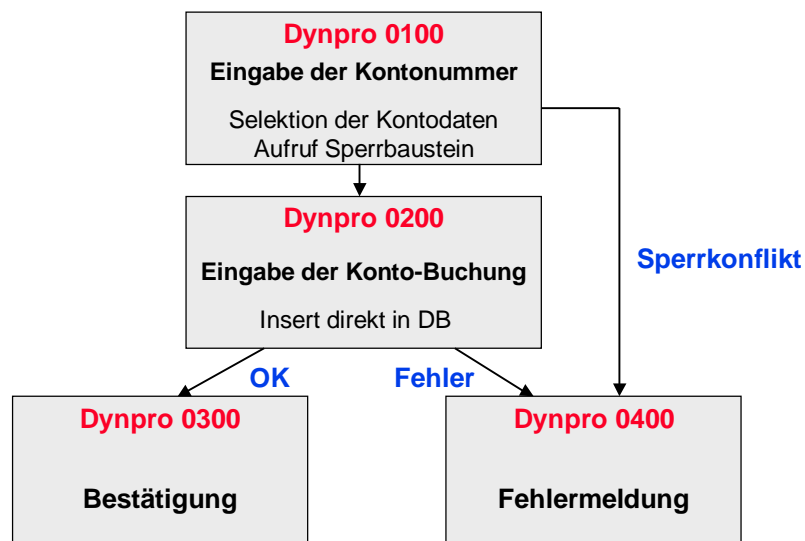 Dynpro 0100
Eingabe der Kontonummer
Selektion der Kontodaten
Aufruf Sperrbaustein
Dynpro 0200
Eingabe der Konto-Buchung
Insert direkt in DB
Sperrkonflikt
OK
Fehler
Dynpro 0300
Bestätigung
Dynpro 0400
Fehlermeldung